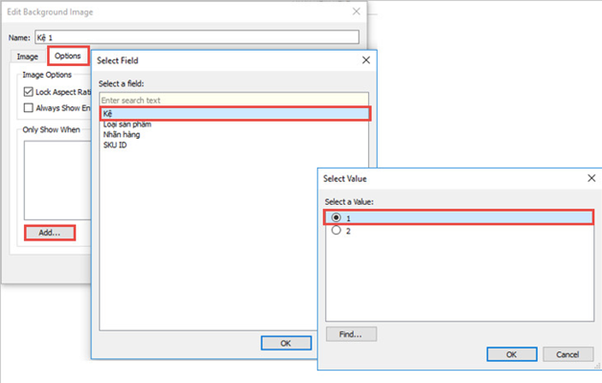 Edit Background Image
Name: Kệ 1
Image
Options
Image Options
Lock Aspect Rati
Always Show En
Only Show When
Add...
Select Field
Select a field:
Enter search text
Kệ
Loại sản phẩm
Nhãn hàng
SKU ID
OK
Select Value
Select a Value:
1
2
Find...
OK
Cancel